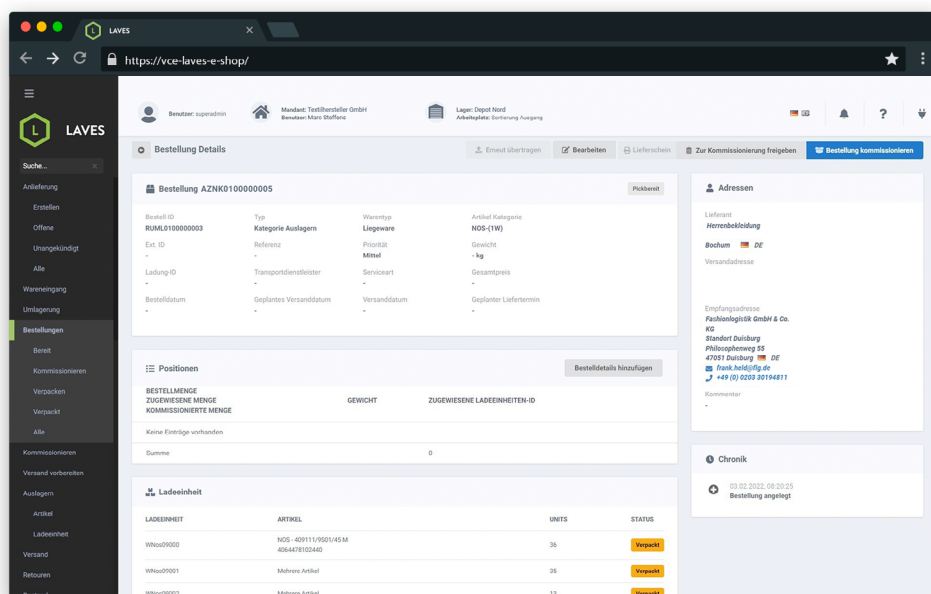 LAVES
https://vce-laves-e-shop/
LAVES
Suche...
Anlieferung
Erstellen
Offene
Unangekündigt
Alle
Wareneingang
Umlagerung
Bestellungen
Bereit
Kommissionieren
Verpacken
Verpackt
Alle
Kommissionieren
Versand vorbereiten
Auslagern
Artikel
Ladeeinheit
Versand
Retouren
Benutzer: superadmin
Mandant: Textilhersteller GmbH
Benutzer: Marc Steffens
Lager: Depot Nord
Arbeitsplatz: Sortierung Ausgang
Bestellung Details
Erneut übertragen
Bearbeiten
Lieferschein
Zur Kommissionierung freigeben
Bestellung kommissionieren
Bestellung AZNK0100000005
Pickbereit
Bestell ID Typ Warentyp Artikel Kategorie
RUML0100000003 Kategorie Auslagern Liegeware NOS-(1W)
Ext. ID Referenz Priorität Gewicht
- - Mittel - kg
Ladung-ID Transportdienstleister Serviceart Gesamtpreis
- - - -
Bestelldatum Geplantes Versanddatum Versanddatum Geplanter Liefertermin
- - - -
Positionen
Bestelldetails hinzufügen
BESTELLMENGE
ZUGEWIESENE MENGE GEWICHT ZUGEWIESENE LADEEINHEITEN-ID
KOMMISSIONIERTE MENGE
Keine Einträge vorhanden
Gumme 0
Ladeeinheit
LADEEINHEIT ARTIKEL UNITS STATUS
WNos09000 NOS - 409111/9S01/45 M 36 Verpackt
4064478102440
WNos09001 Mehrere Artikel 36 Verpackt
WNos09002 Mehrere Artikel 12 Verpackt
Adressen
Lieferant
Herrenbekleidung
Bochum DE
Versandadresse
Empfangsadresse
Fashionlogistik GmbH & Co.
KG
Standort Duisburg
Philosophenweg 55
47051 Duisburg DE
frank.held@flg.de
+49 (0) 0203 30194811
Kommentar
-
Chronik
03.02.2022, 08:20:25
Bestellung angelegt